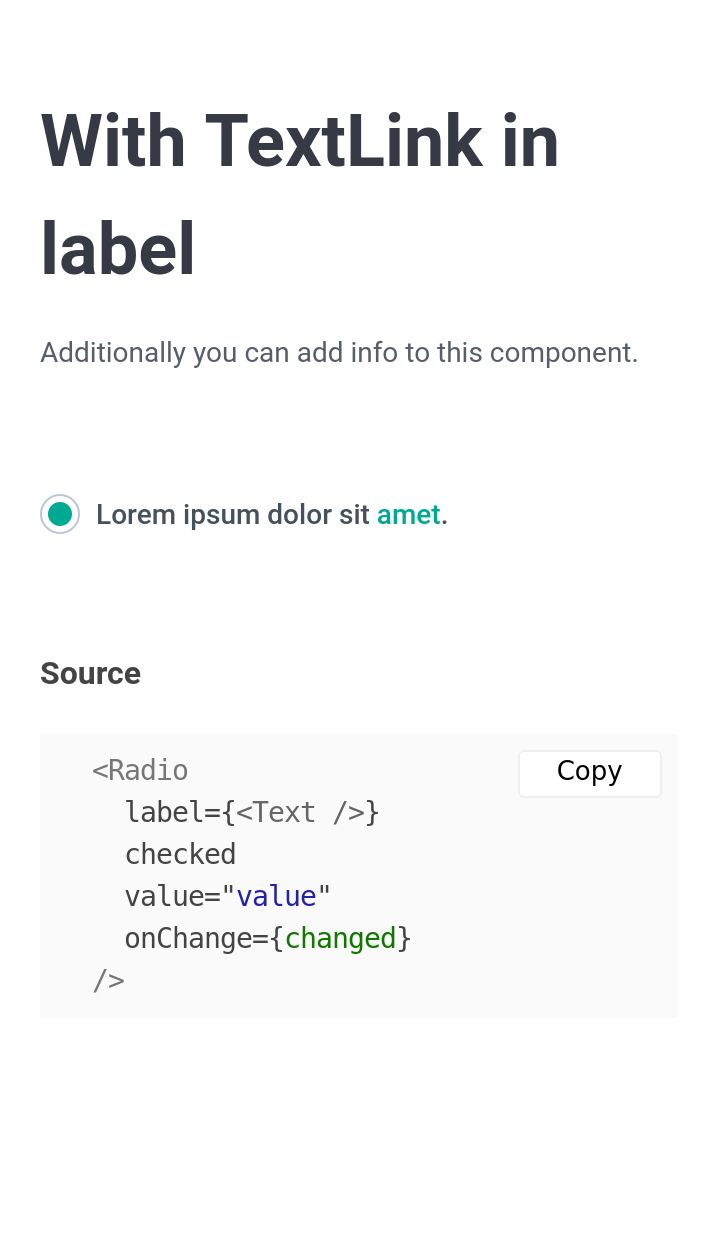 With TextLink in
label
Additionally you can add info to this component.
Lorem ipsum dolor sit amet.
Source
Copy
<Radio
  label={<Text />}
  checked
  value="value"
  onChange={changed}
/>